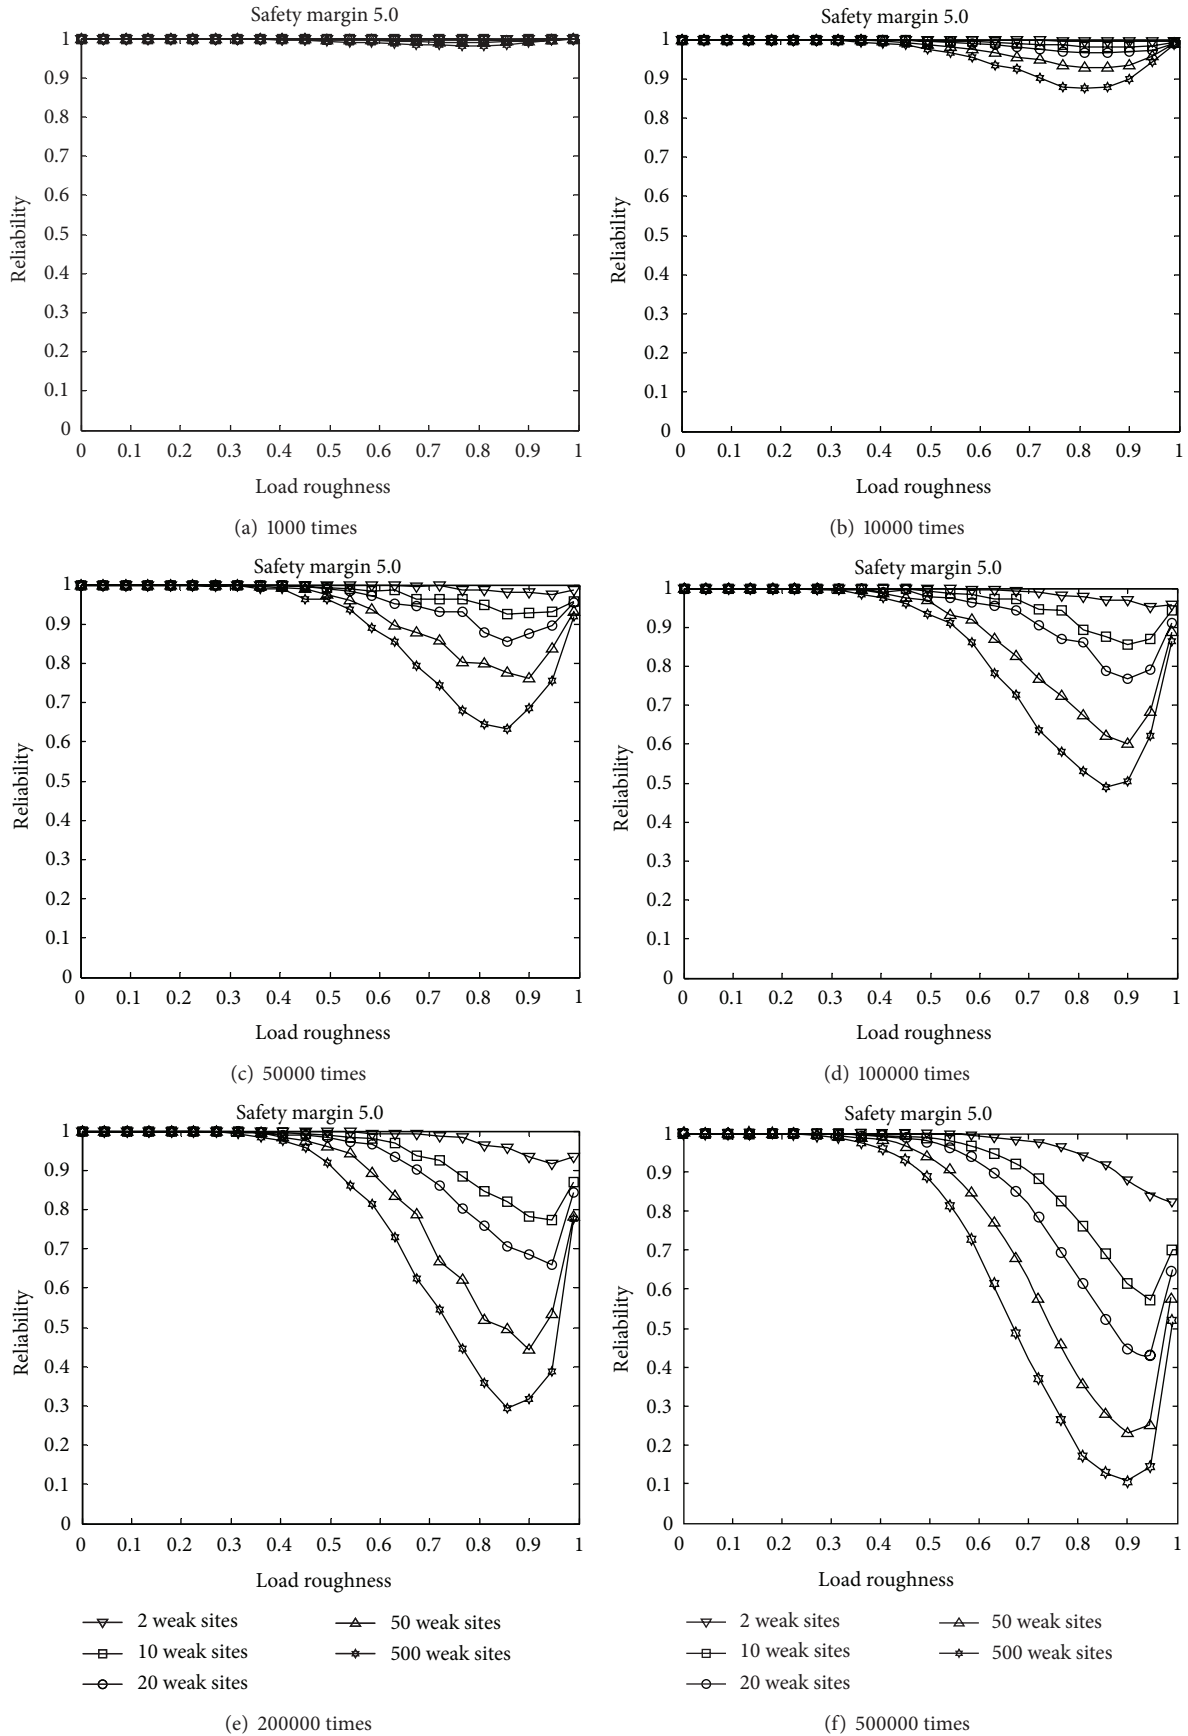 Safety margin 5.0
1
0.9
0.8
0.7
0.6
0.5
0.4
0.3
0.2
0.1
0
Reliability
0 0.1 0.2 0.3 0.4 0.5 0.6 0.7 0.8 0.9 1
Load roughness
(a) 1000 times
Safety margin 5.0
1
0.9
0.8
0.7
0.6
0.5
0.4
0.3
0.2
0.1
0
Reliability
0 0.1 0.2 0.3 0.4 0.5 0.6 0.7 0.8 0.9 1
Load roughness
(b) 10000 times
Safety margin 5.0
1
0.9
0.8
0.7
0.6
0.5
0.4
0.3
0.2
0.1
0
Reliability
0 0.1 0.2 0.3 0.4 0.5 0.6 0.7 0.8 0.9 1
Load roughness
(c) 50000 times
Safety margin 5.0
1
0.9
0.8
0.7
0.6
0.5
0.4
0.3
0.2
0.1
0
Reliability
0 0.1 0.2 0.3 0.4 0.5 0.6 0.7 0.8 0.9 1
Load roughness
(d) 100000 times
Safety margin 5.0
1
0.9
0.8
0.7
0.6
0.5
0.4
0.3
0.2
0.1
0
Reliability
0 0.1 0.2 0.3 0.4 0.5 0.6 0.7 0.8 0.9 1
Load roughness
2 weak sites
10 weak sites
20 weak sites
50 weak sites
500 weak sites
(e) 200000 times
Safety margin 5.0
1
0.9
0.8
0.7
0.6
0.5
0.4
0.3
0.2
0.1
0
Reliability
0 0.1 0.2 0.3 0.4 0.5 0.6 0.7 0.8 0.9 1
Load roughness
2 weak sites
10 weak sites
20 weak sites
50 weak sites
500 weak sites
(f) 500000 times